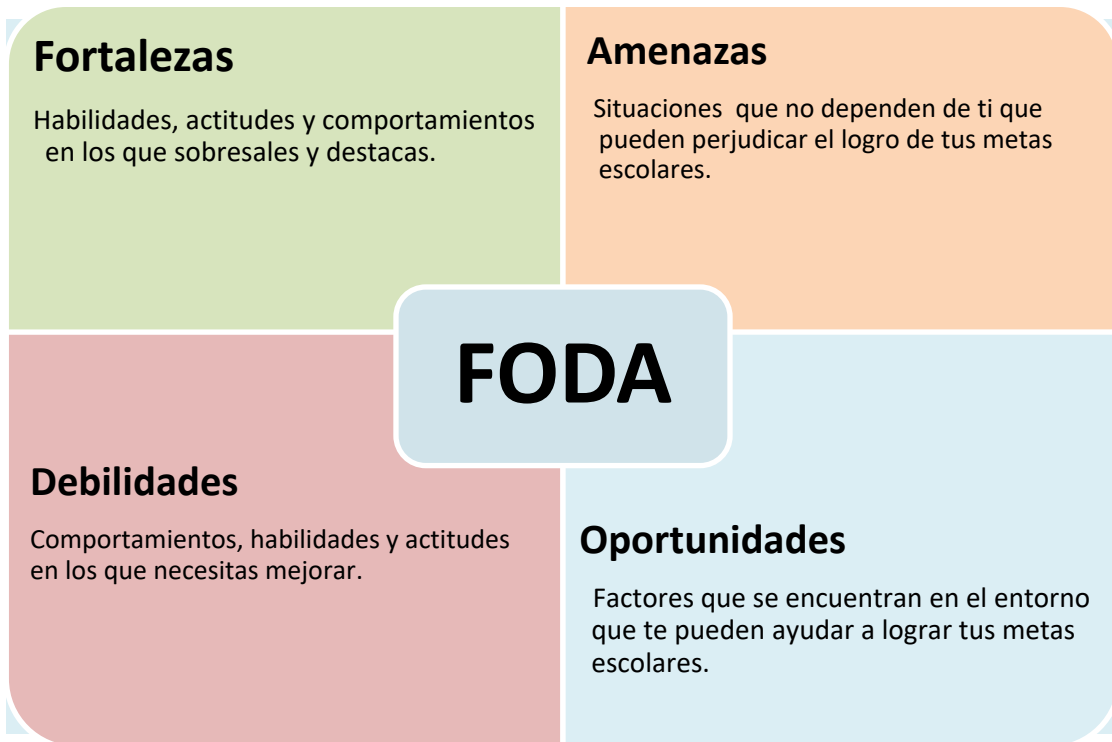 Fortalezas
Habilidades, actitudes y comportamientos
en los que sobresales y destacas.
Amenazas
Situaciones que no dependen de ti que
pueden perjudicar el logro de tus metas
escolares.
FODA
Debilidades
Comportamientos, habilidades y actitudes
en los que necesitas mejorar.
Oportunidades
Factores que se encuentran en el entorno
que te pueden ayudar a lograr tus metas
escolares.